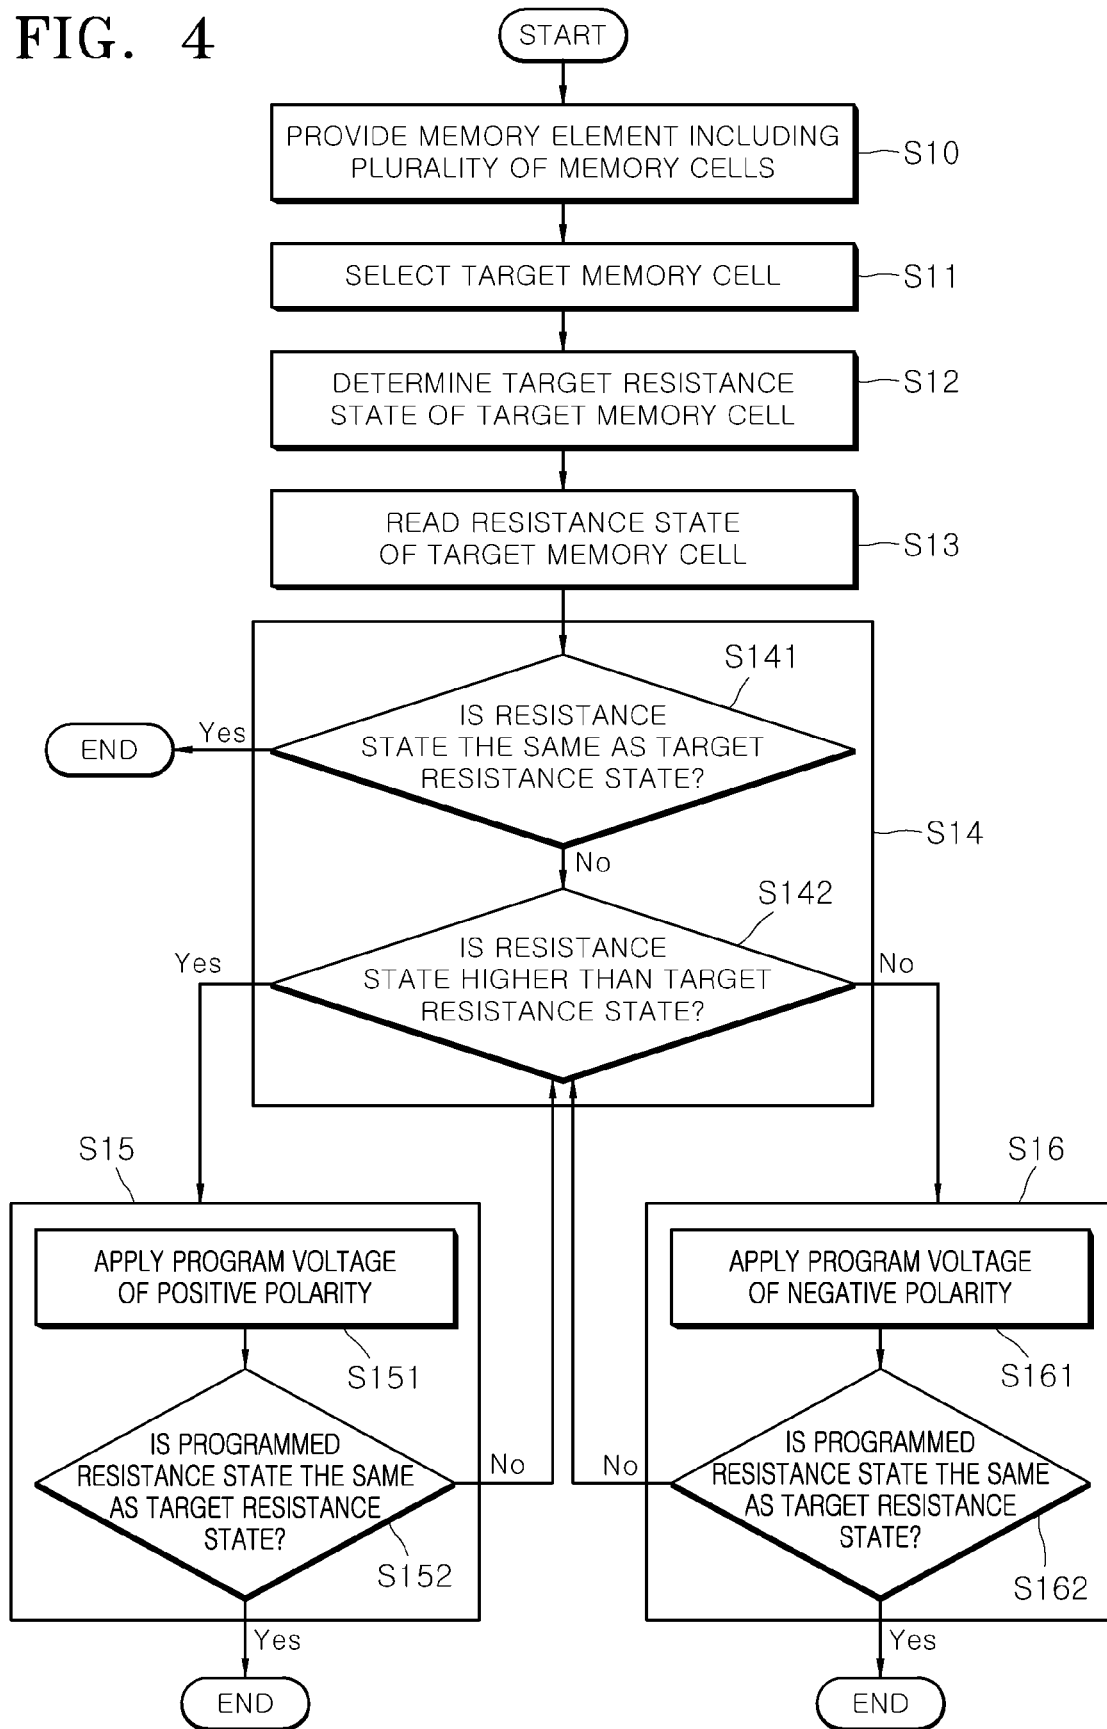 FIG. 4
START
PROVIDE MEMORY ELEMENT INCLUDING
PLURALITY OF MEMORY CELLS
S10
SELECT TARGET MEMORY CELL
S11
DETERMINE TARGET RESISTANCE
STATE OF TARGET MEMORY CELL
S12
READ RESISTANCE STATE
OF TARGET MEMORY CELL
S13
S141
IS RESISTANCE
STATE THE SAME AS TARGET
RESISTANCE STATE?
Yes
END
S14
No
S142
IS RESISTANCE
STATE HIGHER THAN TARGET
RESISTANCE STATE?
Yes
No
S15
APPLY PROGRAM VOLTAGE
OF POSITIVE POLARITY
S151
IS PROGRAMMED
RESISTANCE STATE THE SAME
AS TARGET RESISTANCE
STATE?
No
S152
Yes
END
S16
APPLY PROGRAM VOLTAGE
OF NEGATIVE POLARITY
S161
IS PROGRAMMED
RESISTANCE STATE THE SAME
AS TARGET RESISTANCE
STATE?
No
S162
Yes
END